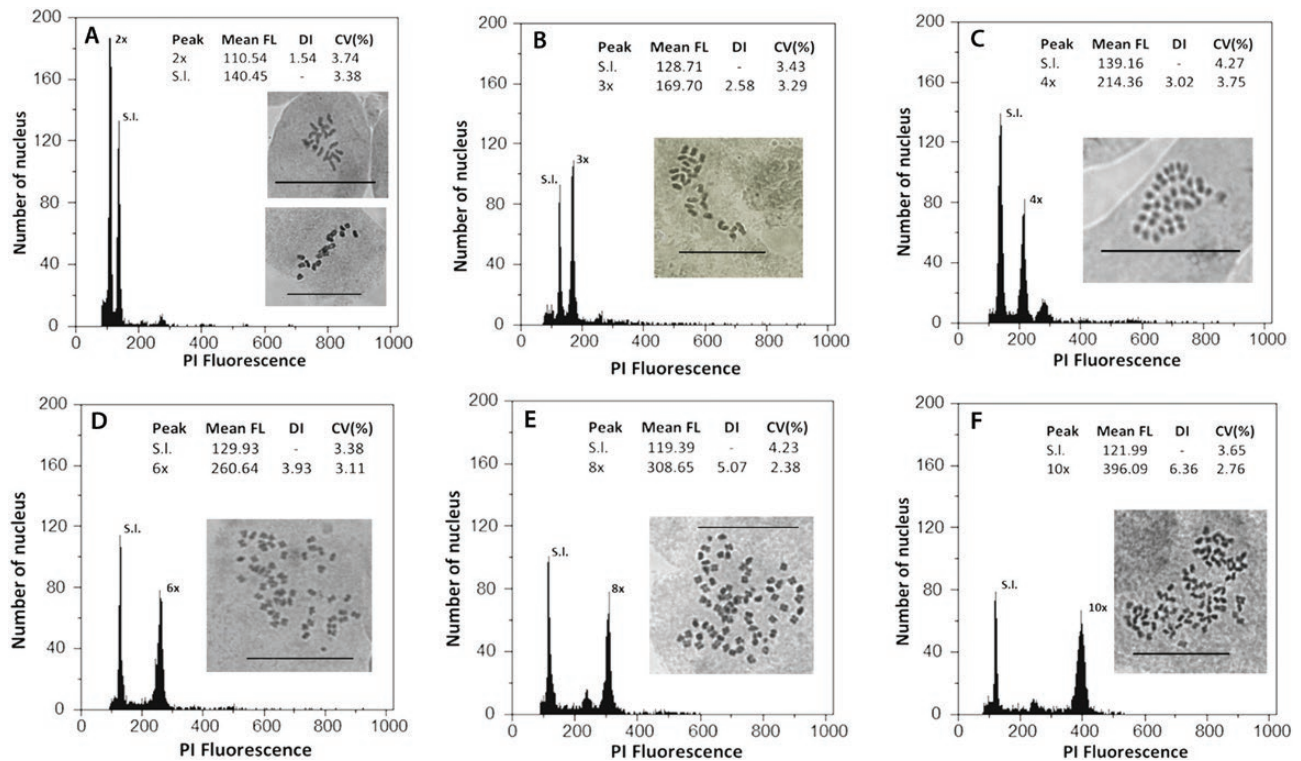 A
2x
S.I.
Peak Mean FL DI CV(%)
2x 110.54 1.54 3.74
S.I. 140.45 - 3.38
200
160
120
80
40
0
Number of nucleus
0 200 400 600 800 1000
PI Fluorescence
B
S.I.
3x
Peak Mean FL DI CV(%)
S.I. 128.71 - 3.43
3x 169.70 2.58 3.29
200
160
120
80
40
0
Number of nucleus
0 200 400 600 800 1000
PI Fluorescence
C
S.I.
4x
Peak Mean FL DI CV(%)
S.I. 139.16 - 4.27
4x 214.36 3.02 3.75
200
160
120
80
40
0
Number of nucleus
0 200 400 600 800 1000
PI Fluorescence
D
S.I.
6x
Peak Mean FL DI CV(%)
S.I. 129.93 - 3.38
6x 260.64 3.93 3.11
200
160
120
80
40
0
Number of nucleus
0 200 400 600 800 1000
PI Fluorescence
E
S.I.
8x
Peak Mean FL DI CV(%)
S.I. 119.39 - 4.23
8x 308.65 5.07 2.38
200
160
120
80
40
0
Number of nucleus
0 200 400 600 800 1000
PI Fluorescence
F
S.I.
10x
Peak Mean FL DI CV(%)
S.I. 121.99 - 3.65
10x 396.09 6.36 2.76
200
160
120
80
40
0
Number of nucleus
0 200 400 600 800 1000
PI Fluorescence